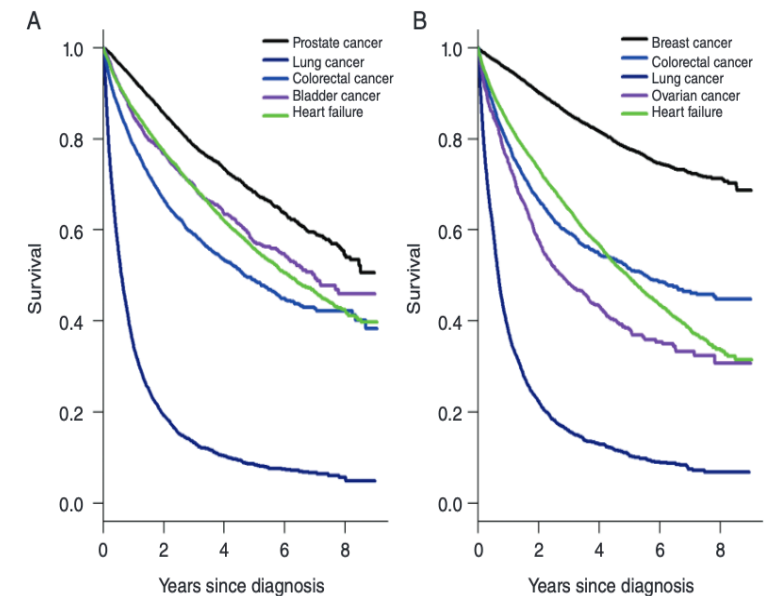 A
Prostate cancer
Lung cancer
Colorectal cancer
Bladder cancer
Heart failure
1.0
0.8
0.6
0.4
0.2
0.0
Survival
0 2 4 6 8
Years since diagnosis
B
Breast cancer
Colorectal cancer
Lung cancer
Ovarian cancer
Heart failure
1.0
0.8
0.6
0.4
0.2
0.0
Survival
0 2 4 6 8
Years since diagnosis